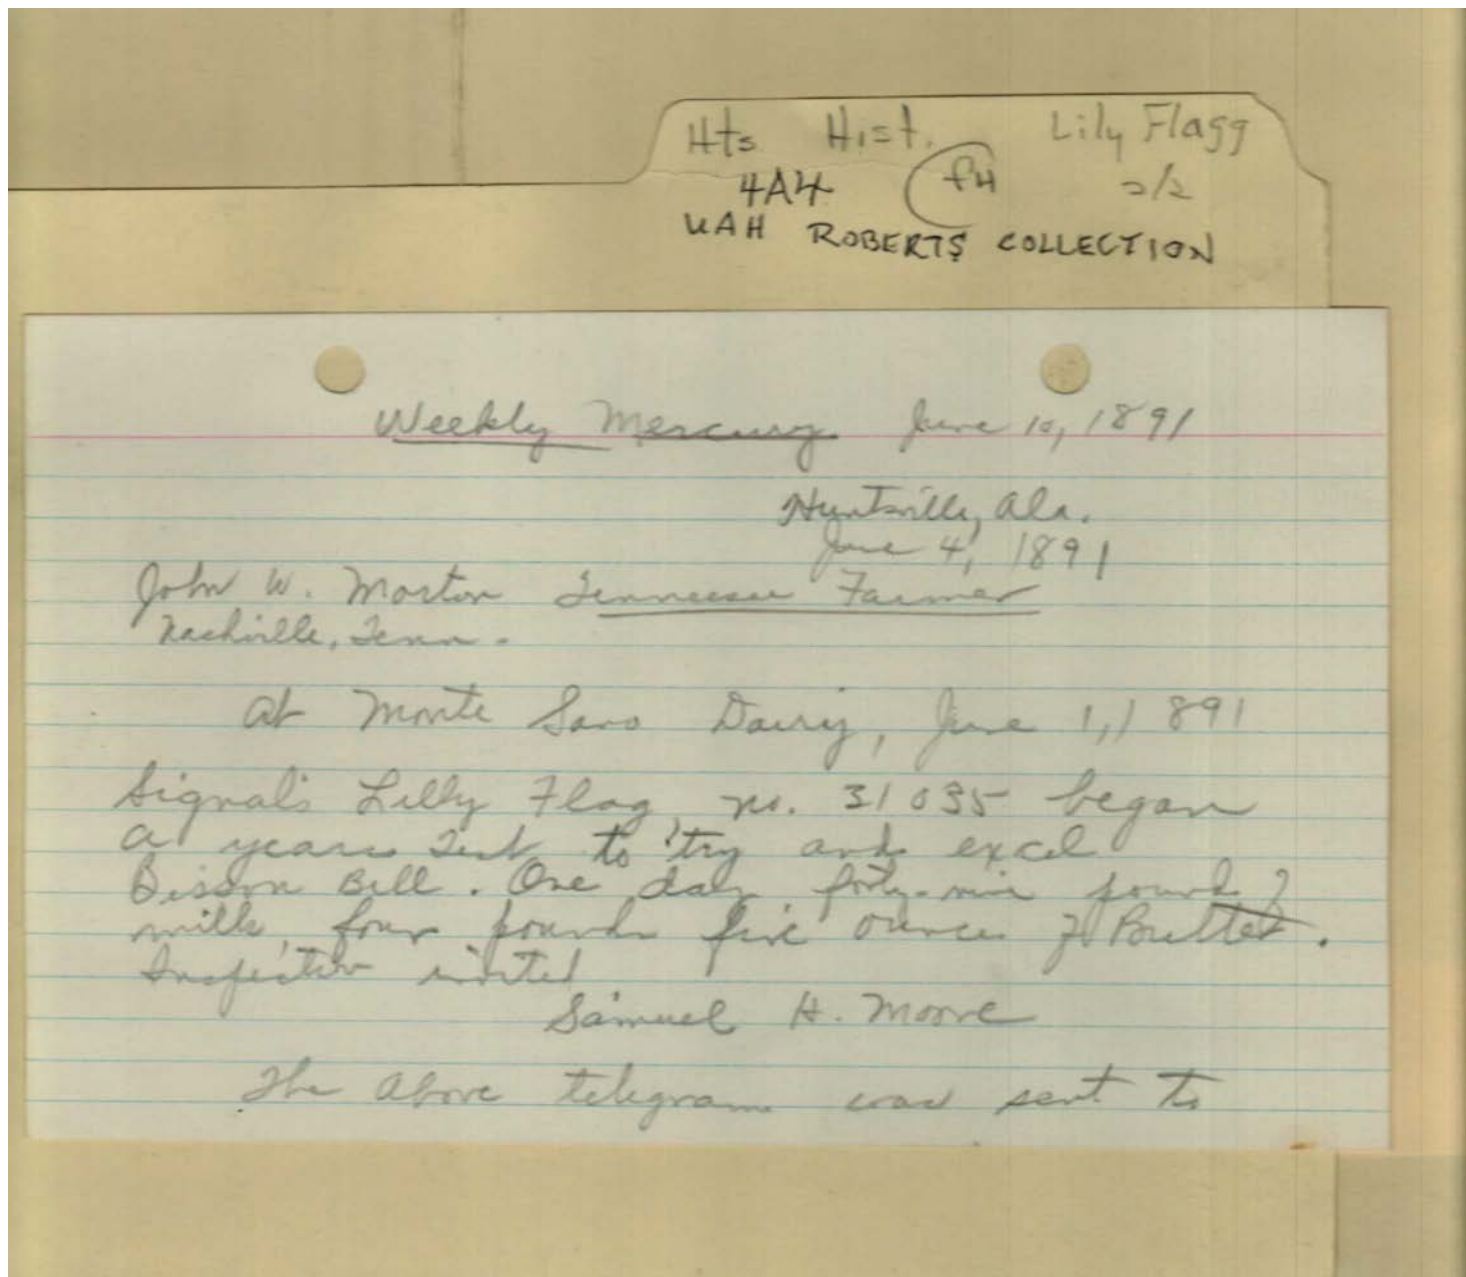 Hts Hist. Lily Flagg
4A4 fH 2/2
UAH ROBERTS COLLECTION
Weekly Mercury June 10, 1891
Huntsville, Ala.
June 4, 1891
John W. Morton Tennessee Farmer
Nashville, Tenn.
At Monte Sano Dairy, June 1, 1891
Signal's Lilly Flag, no. 31035 began
a years test to try and excel
Bisson Bell. One day forty-nine pounds of
milk, four pounds five ounces of Butter.
Inspection invited
Samuel H. Moore
The above telegram was sent to